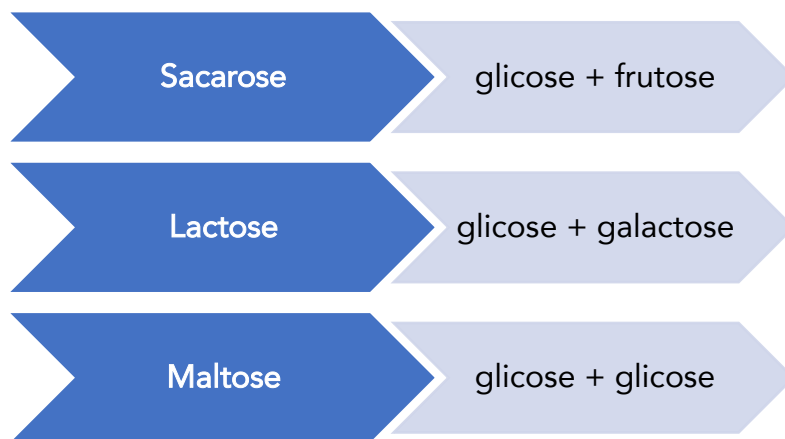 Sacarose
glicose + frutose
Lactose
glicose + galactose
Maltose
glicose + glicose